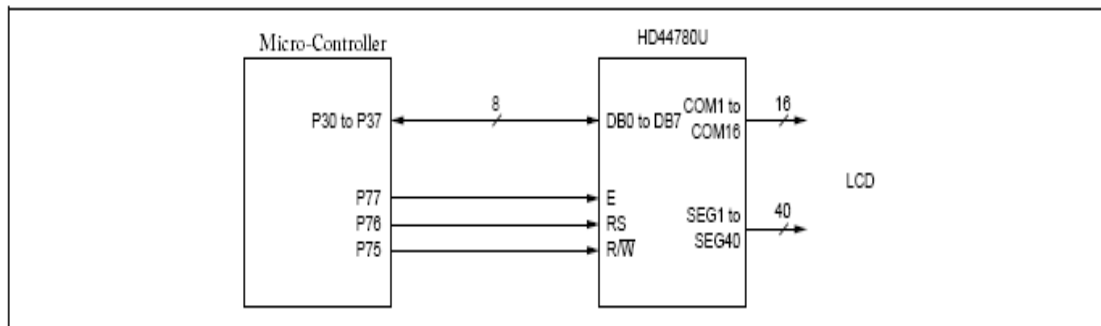 Micro-Controller
HD44780U
P30 to P37
8
DB0 to DB7
COM1 to
COM16
16
P77
E
P76
RS
P75
R/W̅
SEG1 to
SEG40
40
LCD